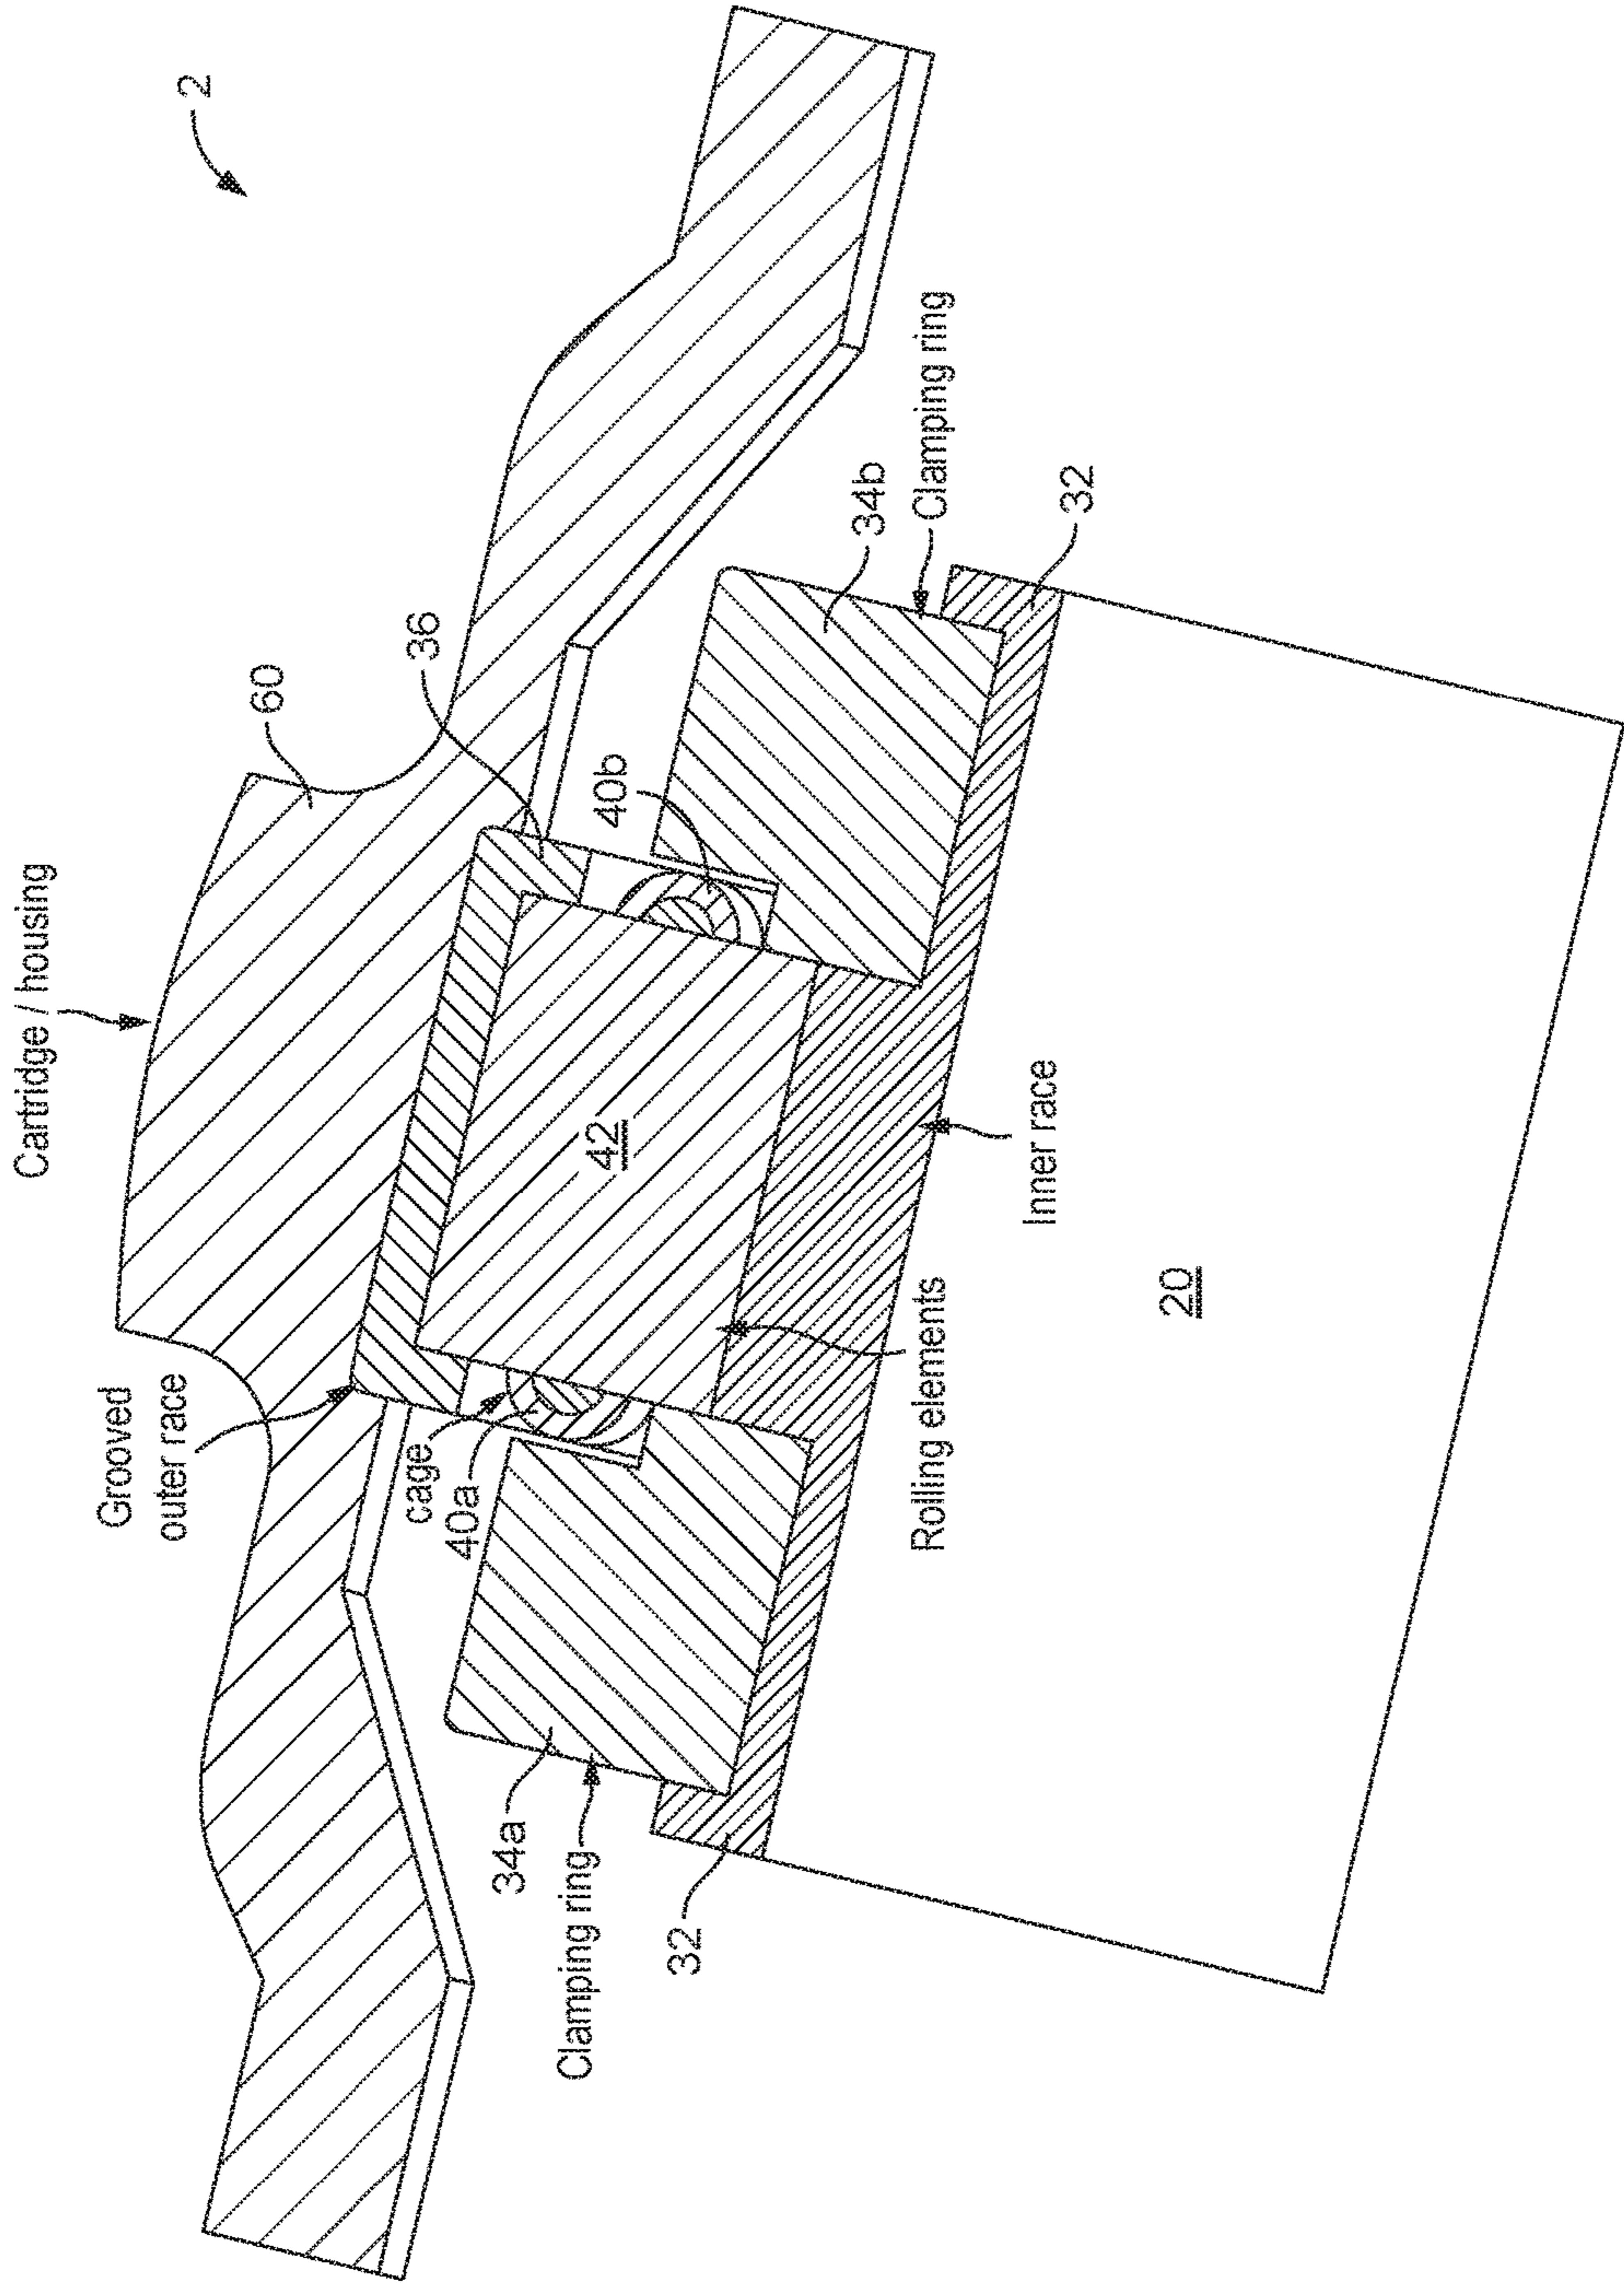 2
Cartridge / housing
60
36
40b
34b
Clamping ring
32
42
Grooved
outer race
cage
40a
Inner race
Rolling elements
20
34a
Clamping ring
32